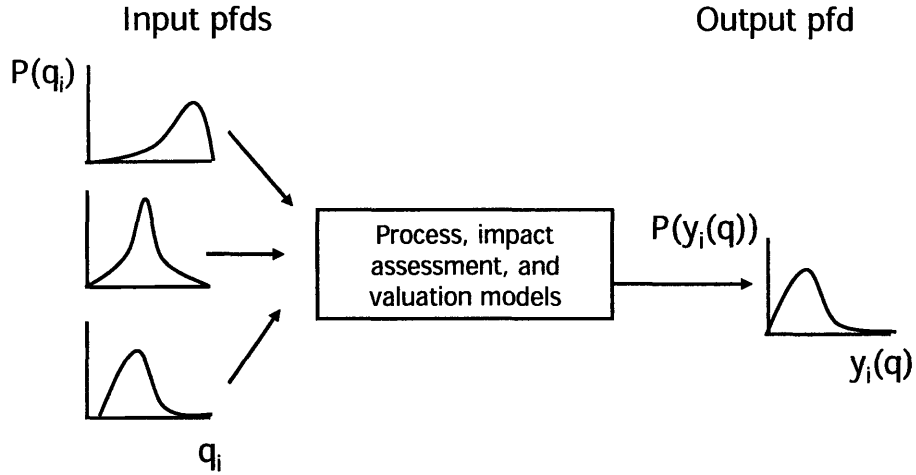 Input pfds
Output pfd
P(qi)
Process, impact
assessment, and
valuation models
P(yi(q))
yi(q)
qi